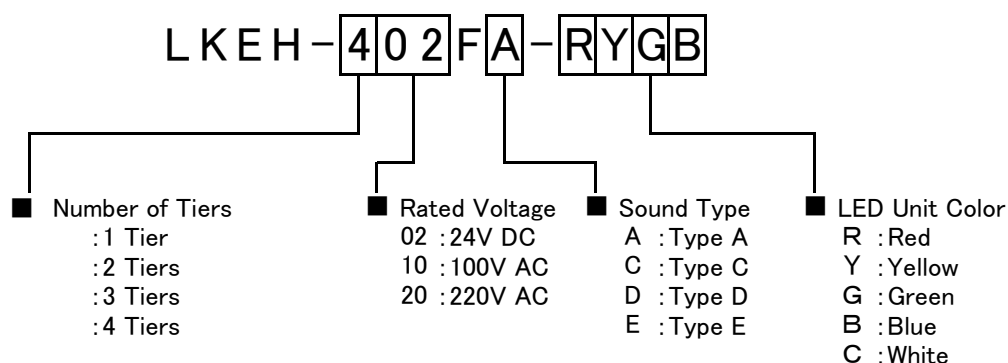 LKEH-402FA-RYGB
■ Number of Tiers
:1 Tier
:2 Tiers
:3 Tiers
:4 Tiers
■ Rated Voltage
02 :24V DC
10 :100V AC
20 :220V AC
■ Sound Type
A :Type A
C :Type C
D :Type D
E :Type E
■ LED Unit Color
R :Red
Y :Yellow
G :Green
B :Blue
C :White